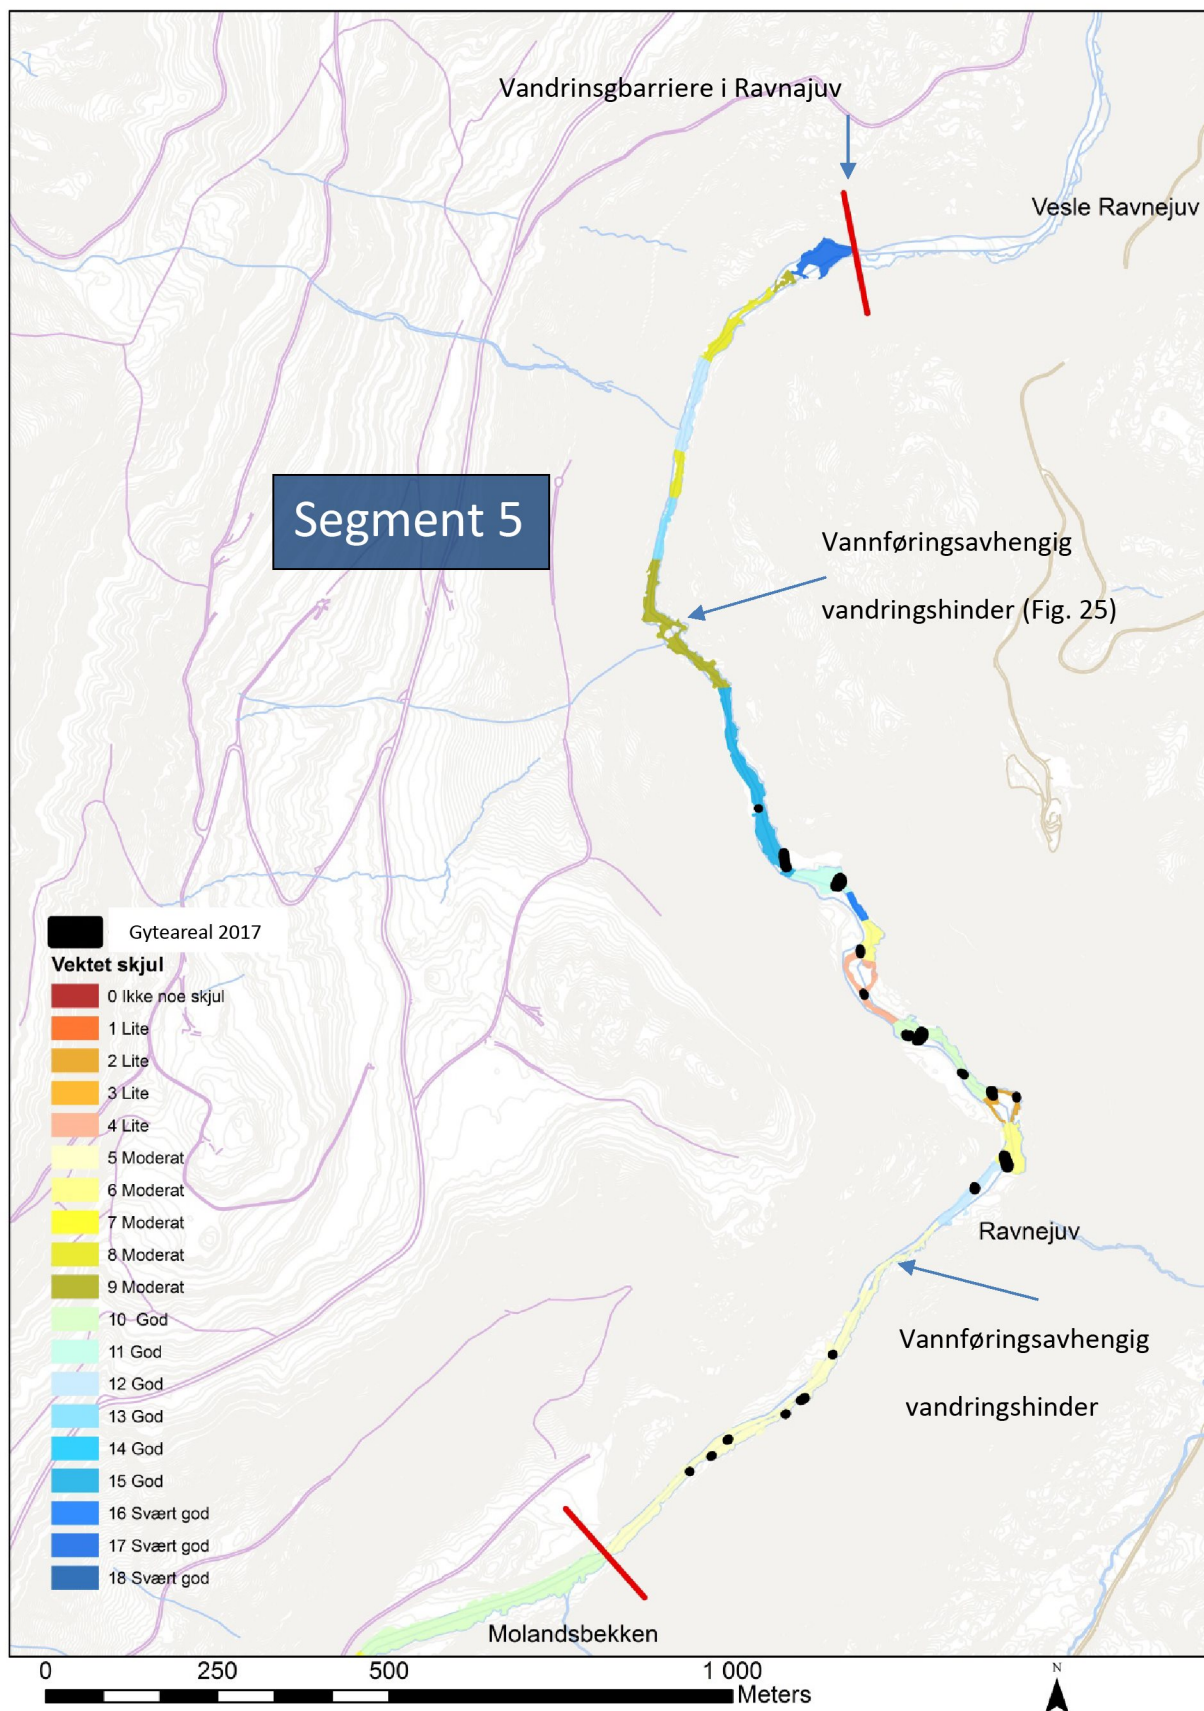 Vandrinsgbarriere i Ravnajuv
Vesle Ravnejuv
Segment 5
Vannføringsavhengig
vandringshinder (Fig. 25)
Gyteareal 2017
Vektet skjul
0 Ikke noe skjul
1 Lite
2 Lite
3 Lite
4 Lite
5 Moderat
6 Moderat
7 Moderat
8 Moderat
9 Moderat
10 God
11 God
12 God
13 God
14 God
15 God
16 Svært god
17 Svært god
18 Svært god
Ravnejuv
Vannføringsavhengig
vandringshinder
Molandsbekken
0 250 500 1 000
Meters
N